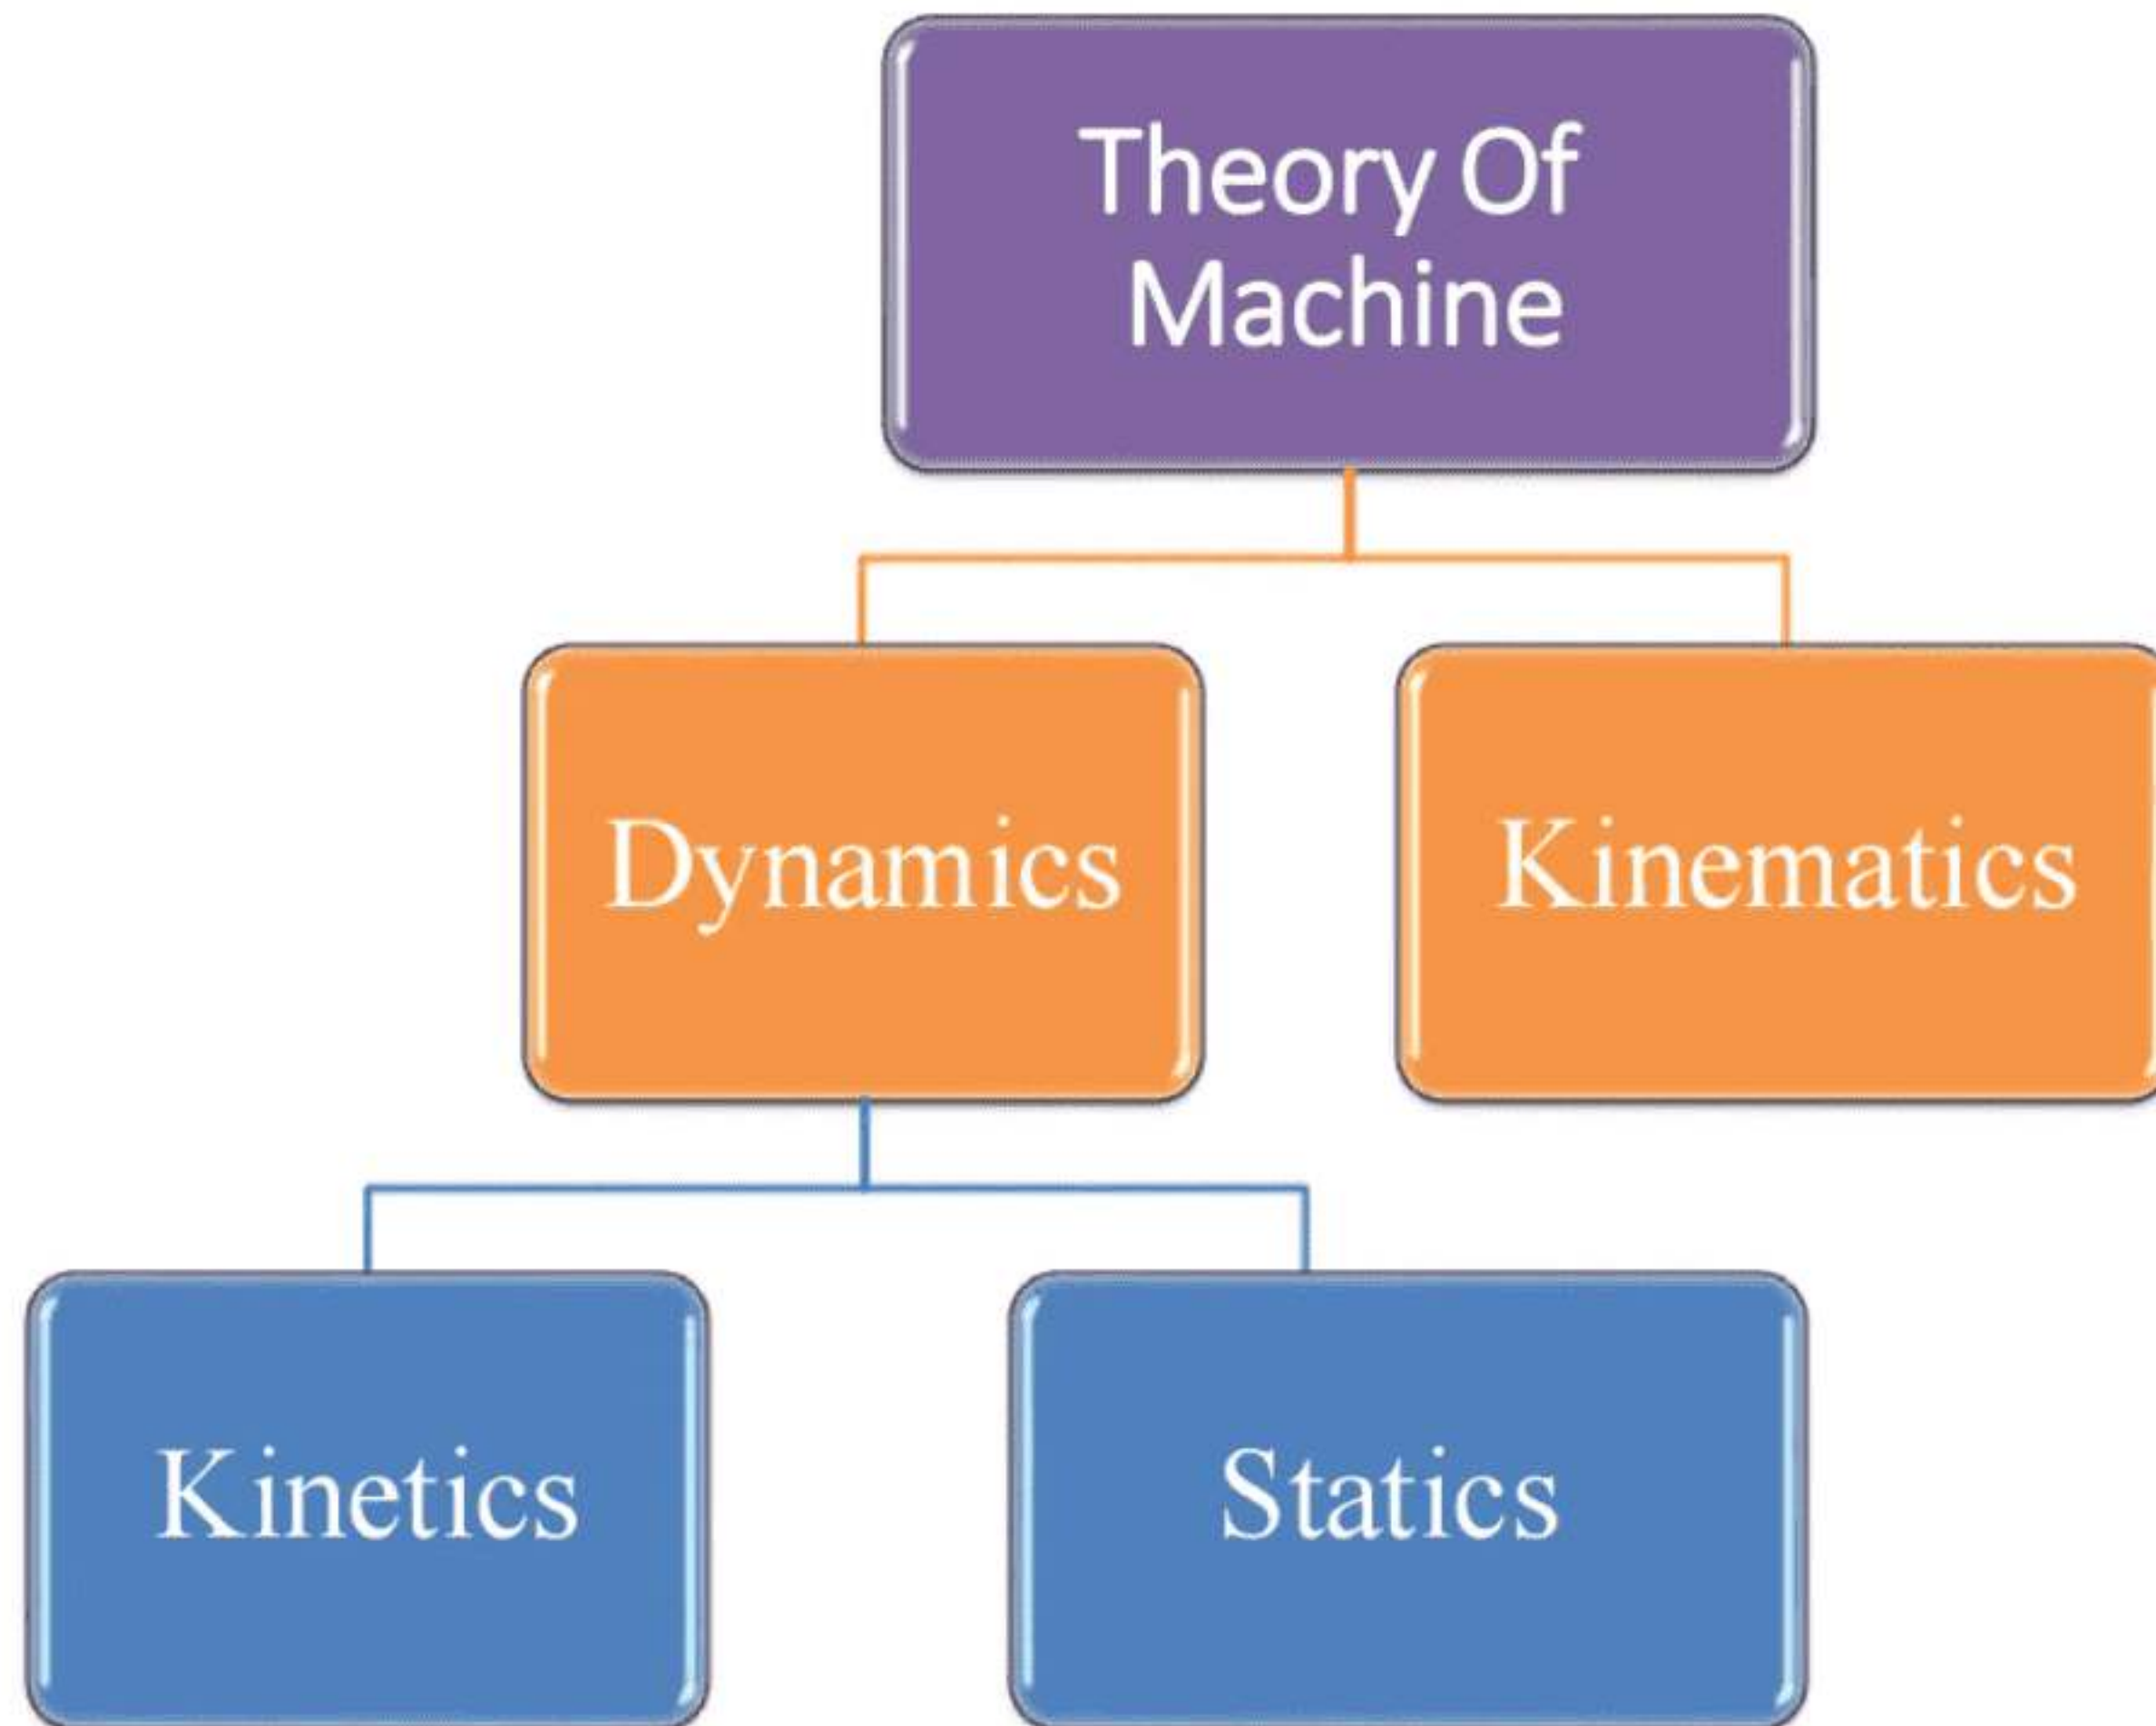 Theory Of
Machine
Dynamics
Kinematics
Kinetics
Statics